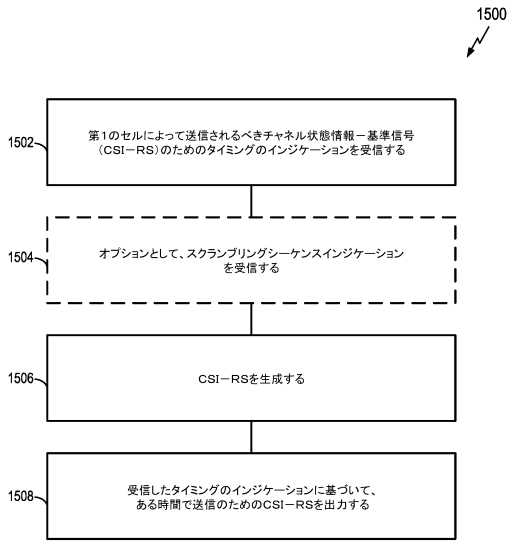 1500
1502
第1のセルによって送信されるべきチャネル状態情報－基準信号
(CSI－RS)のためのタイミングのインジケーションを受信する
1504
オプションとして、スクランブリングシーケンスインジケーション
を受信する
1506
CSI－RSを生成する
1508
受信したタイミングのインジケーションに基づいて、
ある時間で送信のためのCSI－RSを出力する